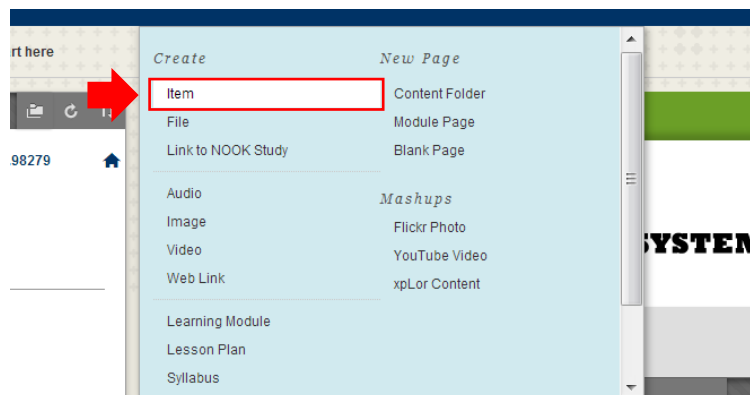 rt here
98279
Create
Item
File
Link to NOOK Study
Audio
Image
Video
Web Link
Learning Module
Lesson Plan
Syllabus
New Page
Content Folder
Module Page
Blank Page
Mashups
Flickr Photo
YouTube Video
xpLor Content
YSTEM